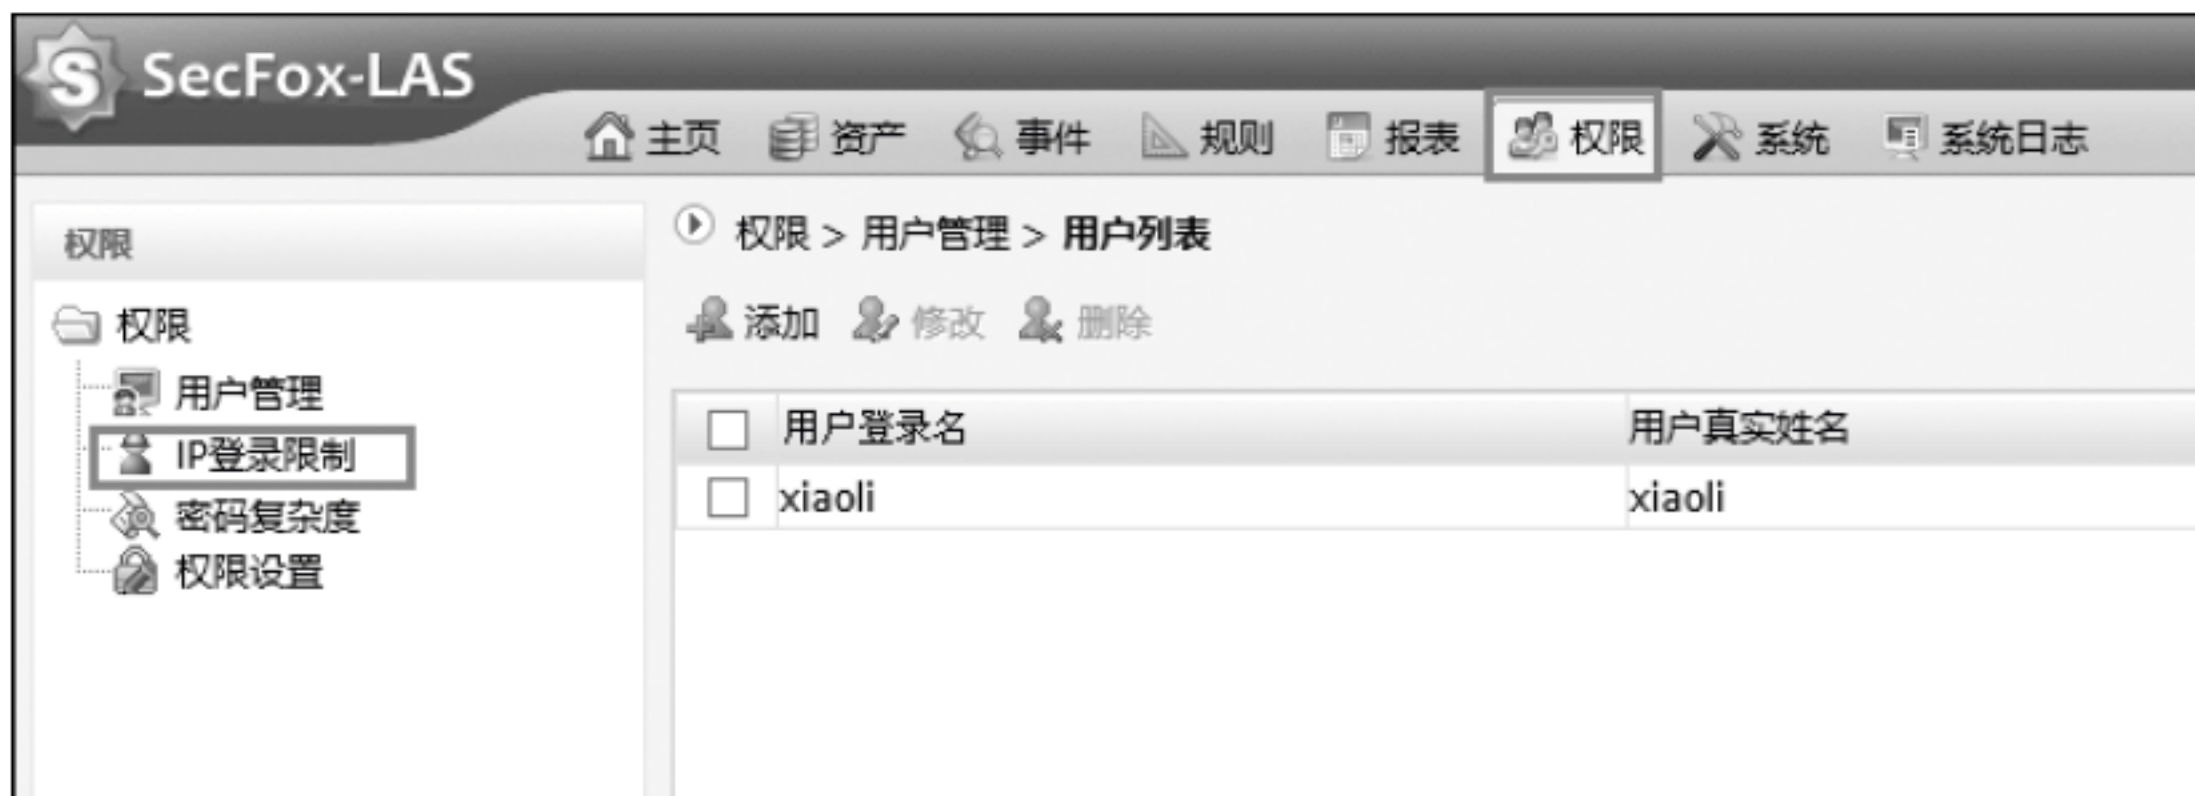 SecFox-LAS
主页 资产 事件 规则 报表 权限 系统 系统日志
权限
权限
用户管理
IP登录限制
密码复杂度
权限设置
权限 > 用户管理 > 用户列表
添加 修改 删除
用户登录名 用户真实姓名
xiaoli xiaoli